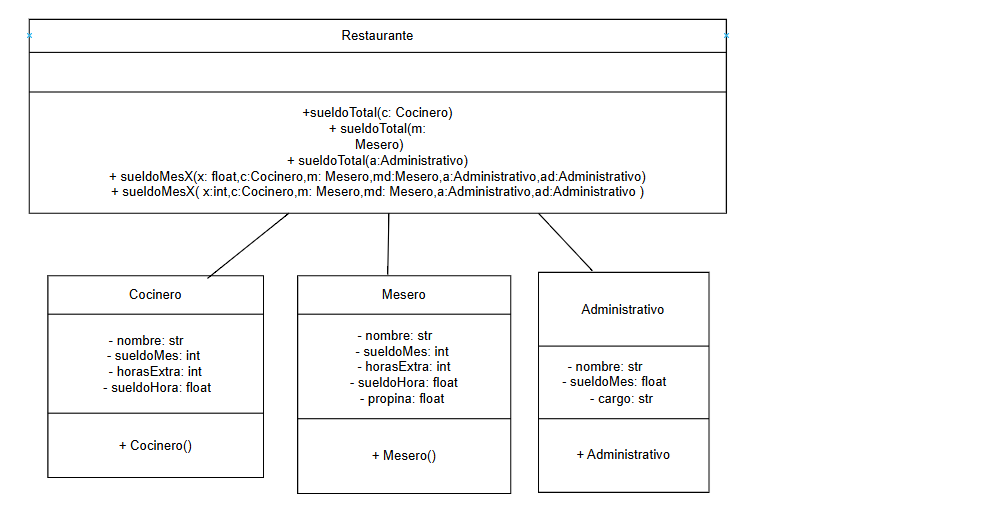 Restaurante
+sueldoTotal(c: Cocinero)
+ sueldoTotal(m:
Mesero)
+ sueldoTotal(a:Administrativo)
+ sueldoMesX(x: float,c:Cocinero,m: Mesero,md:Mesero,a:Administrativo,ad:Administrativo)
+ sueldoMesX( x:int,c:Cocinero,m: Mesero,md: Mesero,a:Administrativo,ad:Administrativo )
Cocinero
- nombre: str
- sueldoMes: int
- horasExtra: int
- sueldoHora: float
+ Cocinero()
Mesero
- nombre: str
- sueldoMes: int
- horasExtra: int
- sueldoHora: float
- propina: float
+ Mesero()
Administrativo
- nombre: str
- sueldoMes: float
- cargo: str
+ Administrativo